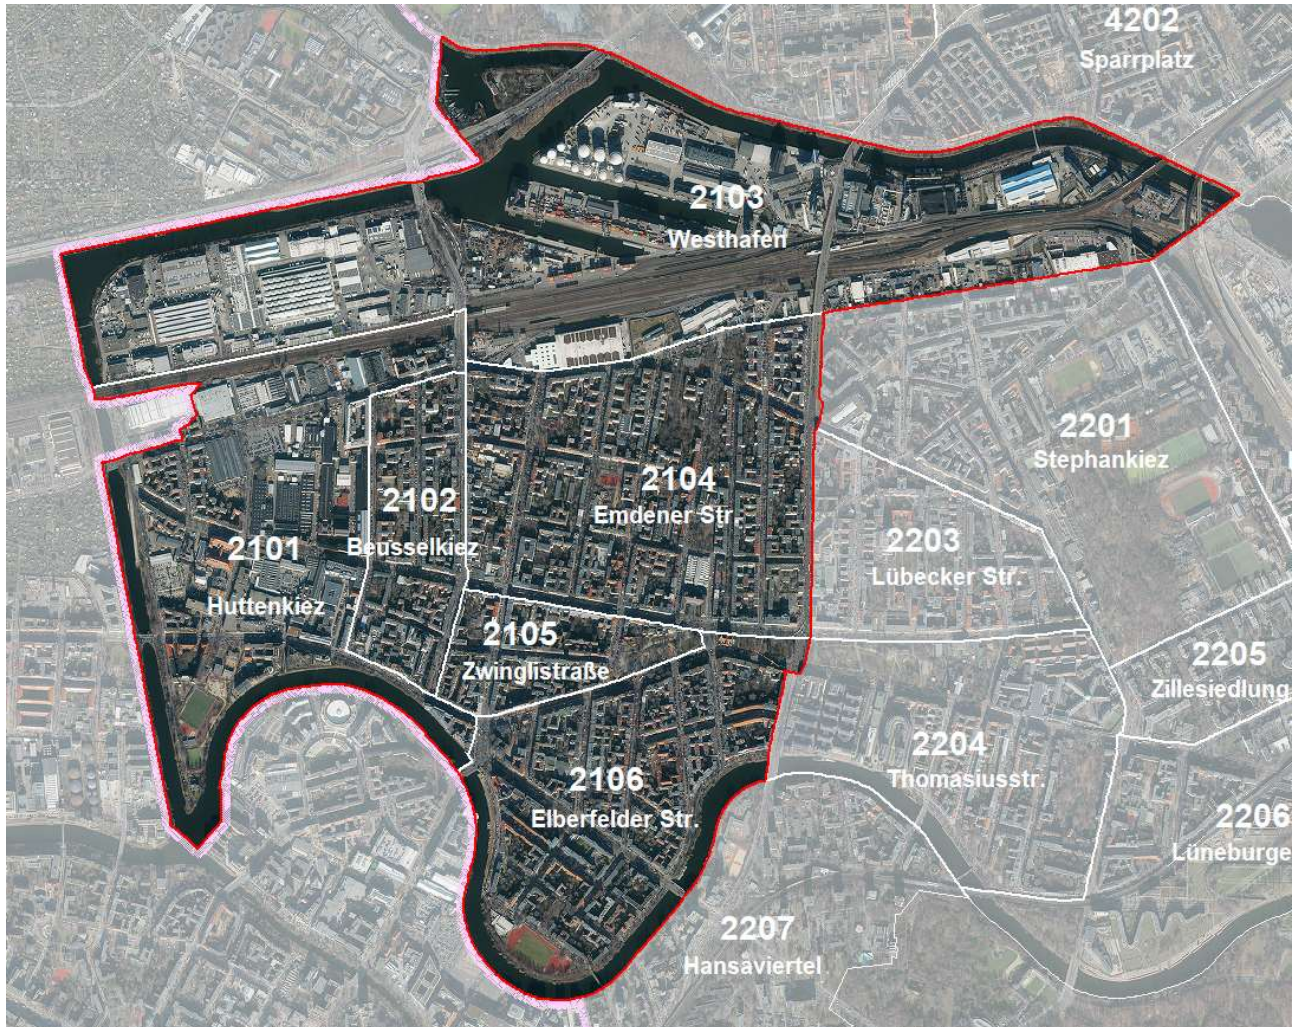 4202
Sparrplatz
2103
Westhafen
2201
Stephankiez
2104
Emdener Str.
2102
Beusselkiez
2101
Huttenkiez
2203
Lübecker Str.
2105
Zwinglistraße
2205
Zillesiedlung
2204
Thomasiusstr.
2106
Elberfelder Str.
2206
Lüneburge
2207
Hansaviertel